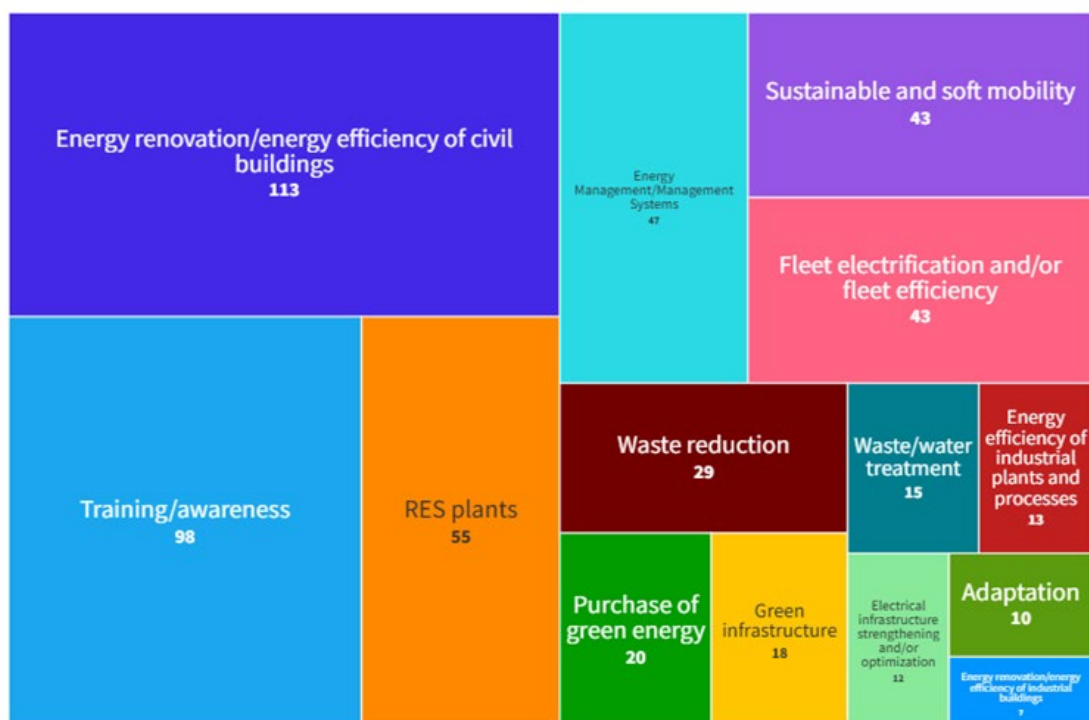 Energy renovation/energy efficiency of civil
buildings
113
Energy
Management/Management
Systems
47
Sustainable and soft mobility
43
Fleet electrification and/or
fleet efficiency
43
Training/awareness
98
RES plants
55
Waste reduction
29
Waste/water
treatment
15
Energy
efficiency of
industrial
plants and
processes
13
Purchase of
green energy
20
Green
infrastructure
18
Electrical
infrastructure
strengthening
and/or
optimization
12
Adaptation
10
Energy renovation/energy
efficiency of industrial
buildings
7